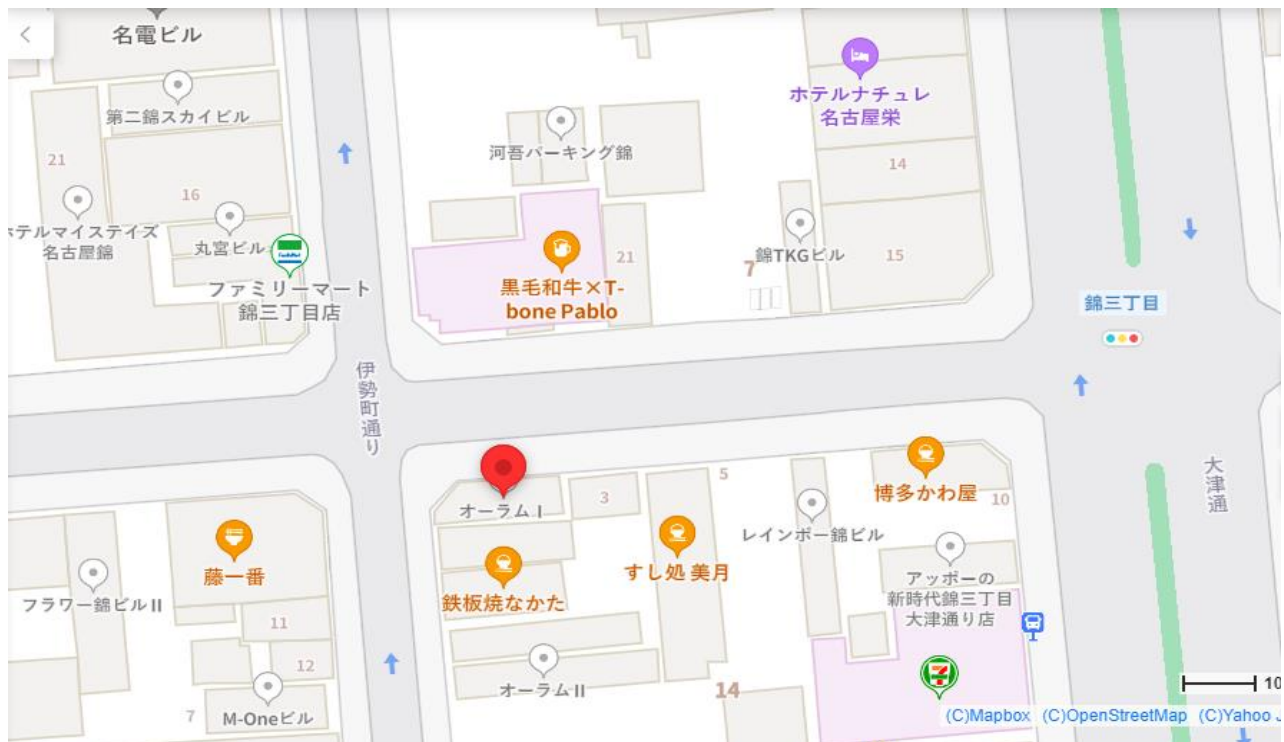 名電ビル
第二錦スカイビル
21
16
ホテルマイステイズ
名古屋錦
丸宮ビル
FamilyMart
ファミリーマート
錦三丁目店
河吾パーキング錦
黒毛和牛×T-
bone Pablo
21
ホテルナチュレ
名古屋栄
14
錦TKGビル
7
15
錦三丁目
伊勢町通り
大津通
オーラム I
3
5
すし処 美月
鉄板焼なかた
オーラム II
14
レインボー錦ビル
博多かわ屋
10
アッポーの
新時代錦三丁目
大津通り店
7
藤一番
フラワー錦ビル II
11
12
7
M-Oneビル
10
(C)Mapbox (C)OpenStreetMap (C)Yahoo J